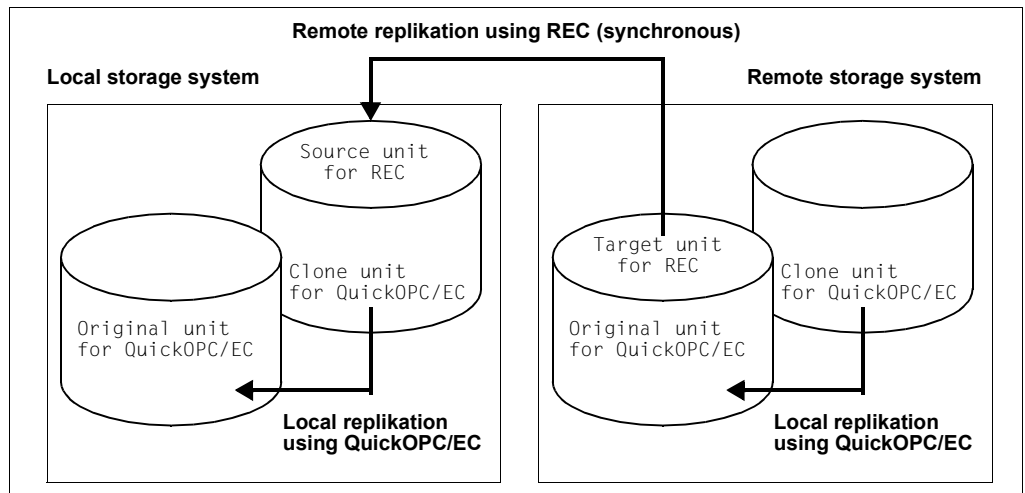 Remote replikation using REC (synchronous)
Local storage system
Remote storage system
Source unit
for REC
Clone unit
for QuickOPC/EC
Original unit
for QuickOPC/EC
Local replikation
using QuickOPC/EC
Target unit
for REC
Clone unit
for QuickOPC/EC
Original unit
for QuickOPC/EC
Local replikation
using QuickOPC/EC